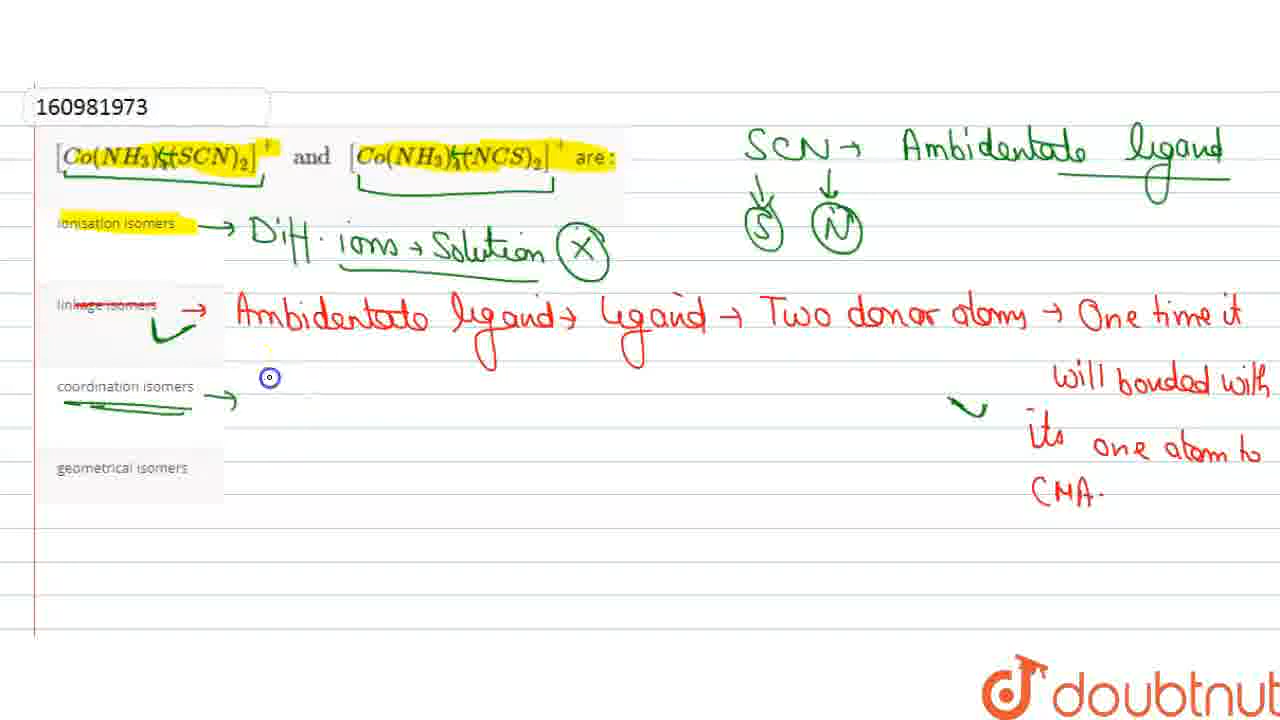 160981973
[Co(NH₃)₄(SCN)₂]⁺ and [Co(NH₃)₄(NCS)₂]⁺ are:
SCN → Ambidentate ligand
S N
ionisation isomers → Diff. ions → Solution X
linkage isomers → Ambidentate ligand → ligand → Two donor atoms → One time it
will bonded with
its one atom to
CMA.
coordination isomers →
geometrical isomers
doubtnut